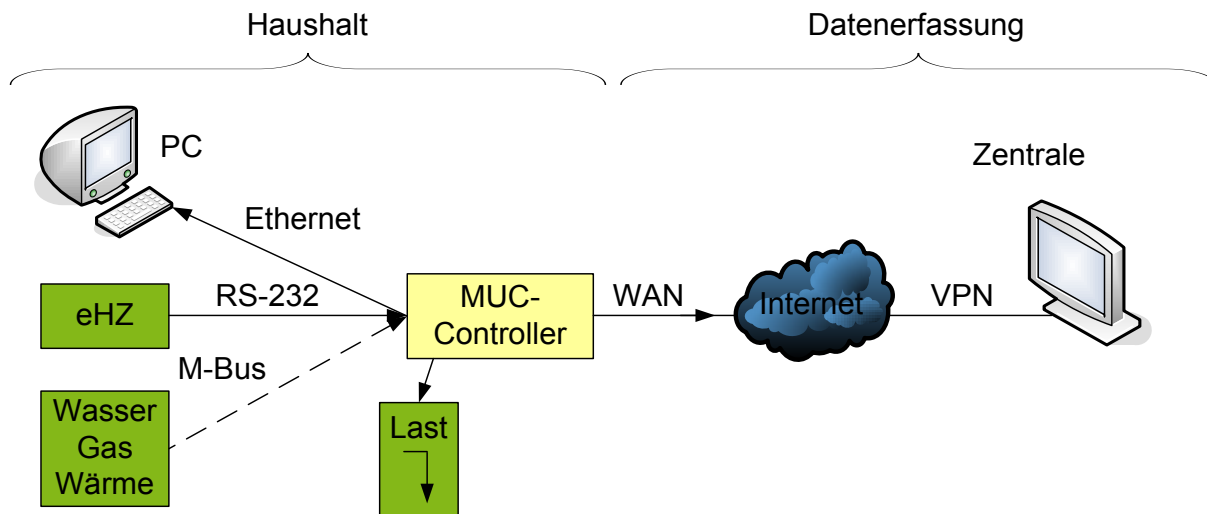 Haushalt
Datenerfassung
PC
Zentrale
Ethernet
eHZ
RS-232
MUC-
Controller
WAN
Internet
VPN
M-Bus
Wasser
Gas
Wärme
Last